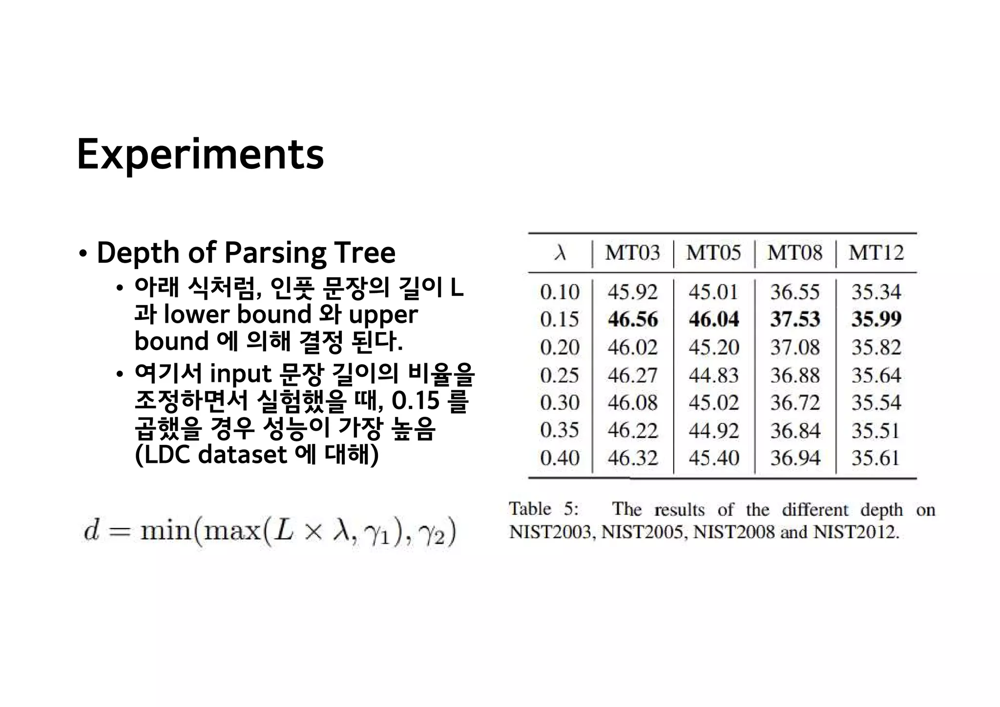 Experiments
• Depth of Parsing Tree
• 아래 식처럼, 인풋 문장의 길이 L
과 lower bound 와 upper
bound 에 의해 결정 된다.
• 여기서 input 문장 길이의 비율을
조정하면서 실험했을 때, 0.15 를
곱했을 경우 성능이 가장 높음
(LDC dataset 에 대해)
d = min(max(L × λ, γ₁), γ₂)
λ MT03 MT05 MT08 MT12
0.10 45.92 45.01 36.55 35.34
0.15 46.56 46.04 37.53 35.99
0.20 46.02 45.20 37.08 35.82
0.25 46.27 44.83 36.88 35.64
0.30 46.08 45.02 36.72 35.54
0.35 46.22 44.92 36.84 35.51
0.40 46.32 45.40 36.94 35.61
Table 5: The results of the different depth on
NIST2003, NIST2005, NIST2008 and NIST2012.